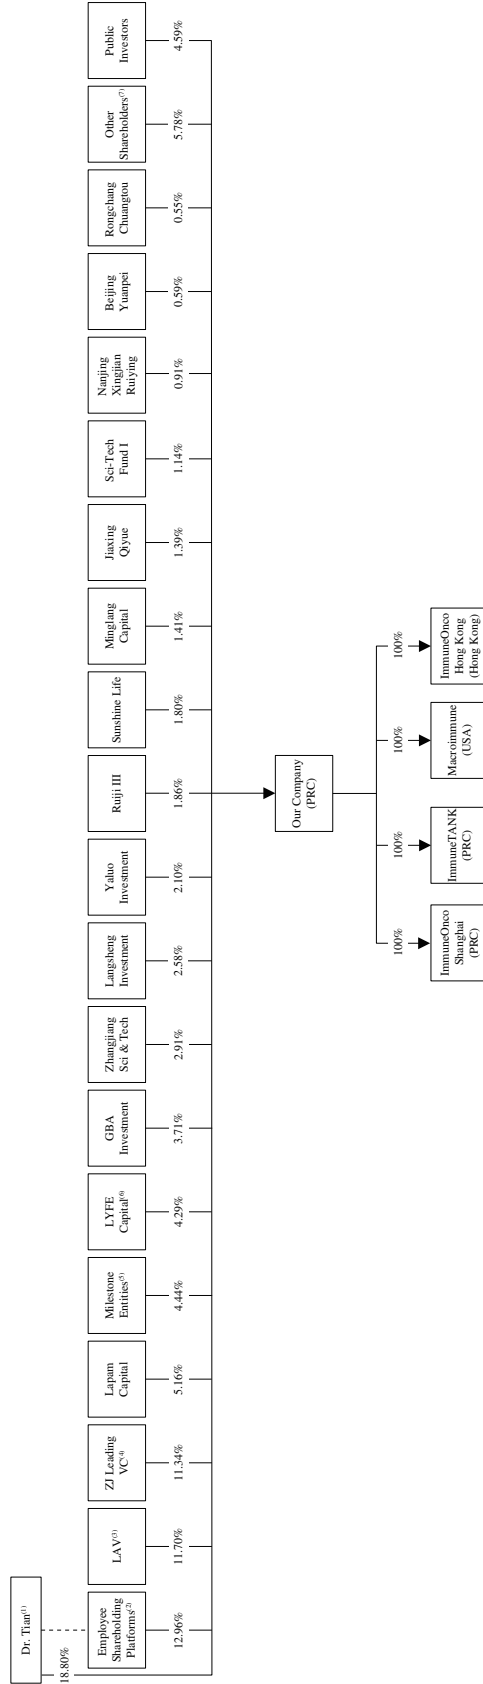 Dr. Tian(1)
18.80%
Employee
Shareholding
Platforms(2)
12.96%
LAV(3)
11.70%
ZJ Leading
VC(4)
11.34%
Lapam
Capital
5.16%
Milestone
Entities(5)
4.44%
LYFE
Capital(6)
4.29%
GBA
Investment
3.71%
Zhangjiang
Sci & Tech
2.91%
Langsheng
Investment
2.58%
Yaluo
Investment
2.10%
Ruiji III
1.86%
Sunshine Life
1.80%
Minglang
Capital
1.41%
Jiaxing
Qiyue
1.39%
Sci-Tech
Fund I
1.14%
Nanjing
Xingjian
Ruiying
0.91%
Beijing
Yuanpei
0.59%
Rongchang
Chuangtou
0.55%
Other
Shareholders(7)
5.78%
Public
Investors
4.59%
Our Company
(PRC)
100%
100%
100%
100%
ImmuneOnco
Shanghai
(PRC)
ImmuneTANK
(PRC)
Macroimmune
(USA)
ImmuneOnco
Hong Kong
(Hong Kong)